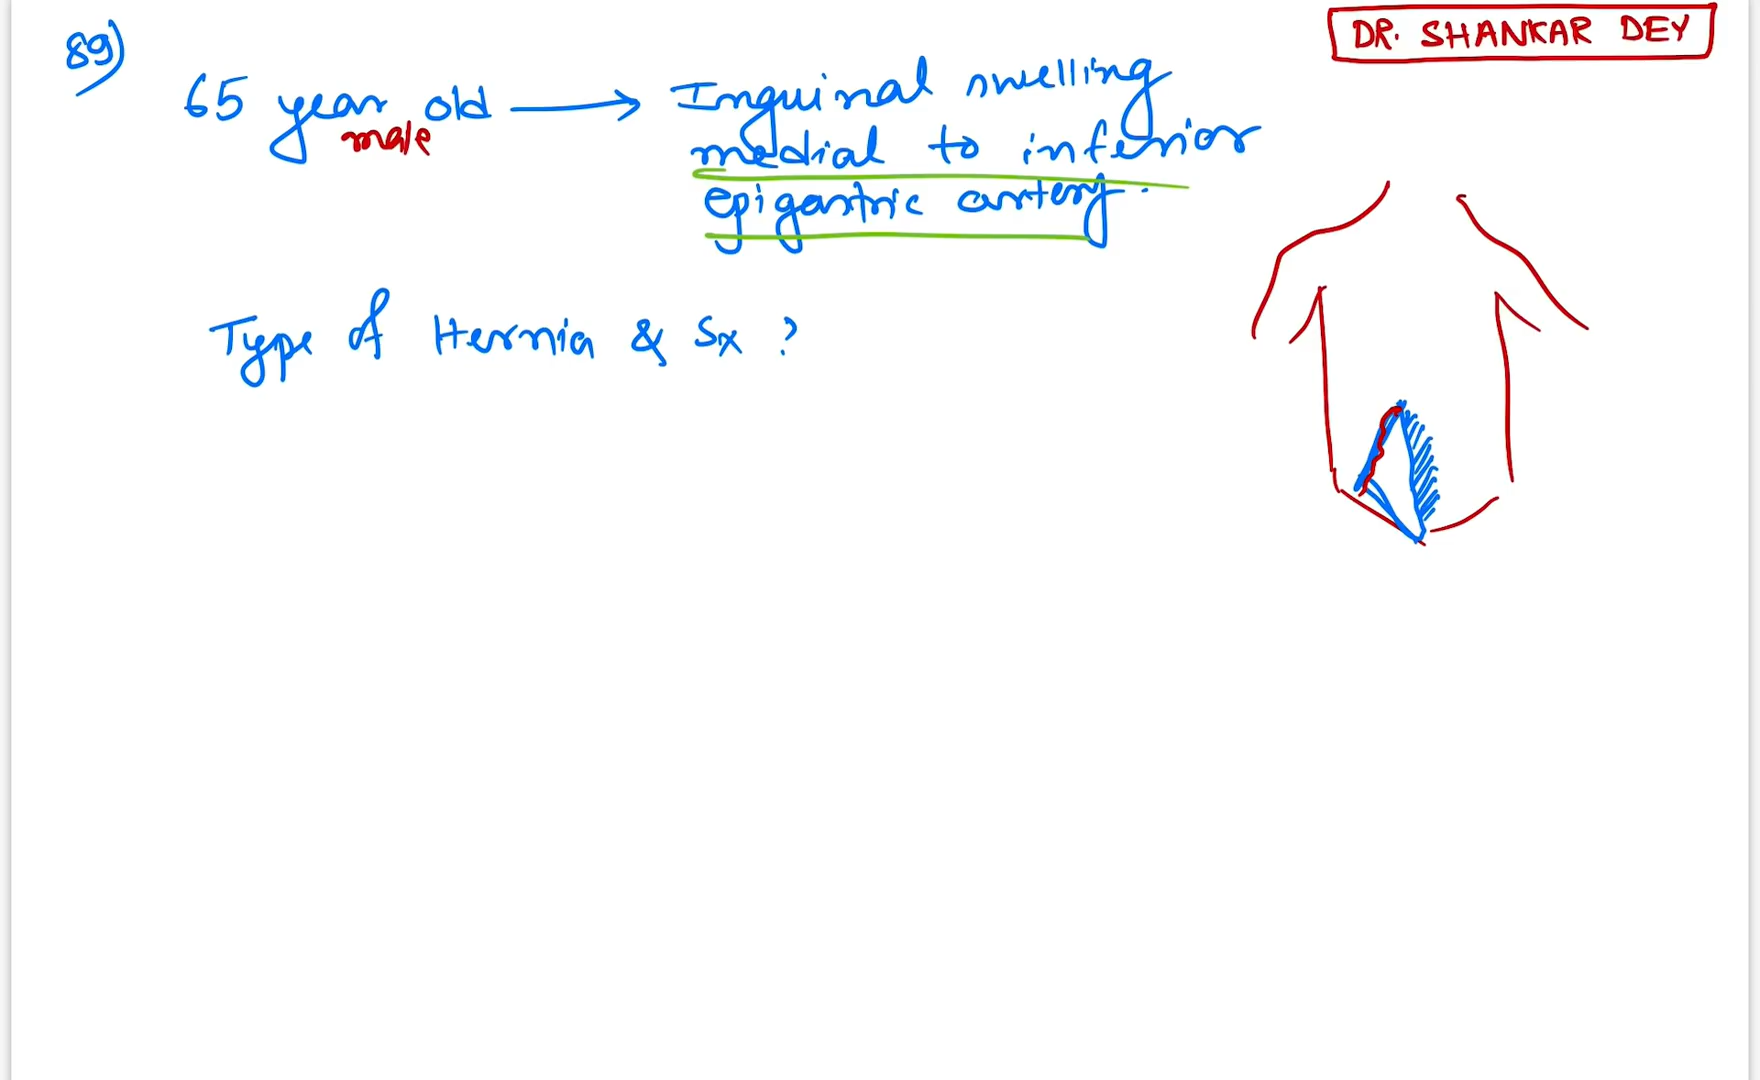 89)
DR. SHANKAR DEY
65 year old → Inguinal swelling
male
medial to inferior
epigastric artery.
Type of Hernia & Sx ?